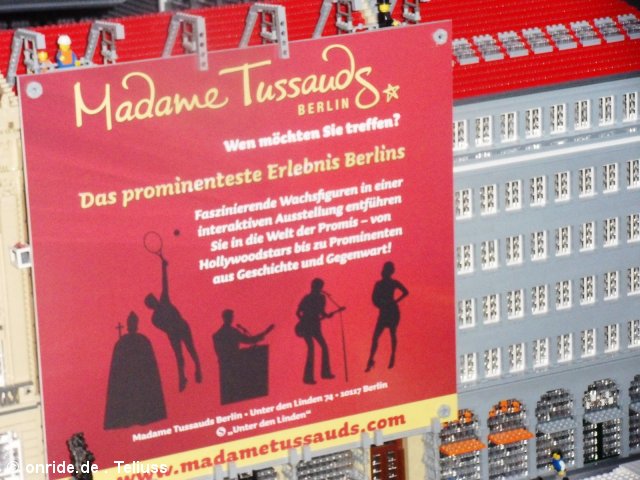 Madame Tussauds
BERLIN
Wen möchten Sie treffen?
Das prominenteste Erlebnis Berlins
Faszinierende Wachsfiguren in einer
interaktiven Ausstellung entführen
Sie in die Welt der Promis – von
Hollywoodstars bis zu Prominenten
aus Geschichte und Gegenwart!
Madame Tussauds Berlin • Unter den Linden 74 • 20117 Berlin
S „Unter den Linden“
www.madametussauds.com
© onride.de . Telluss